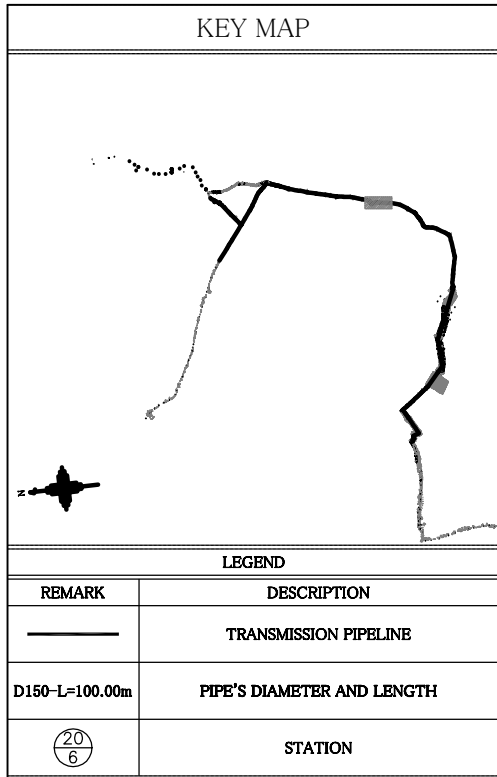 KEY MAP
N
LEGEND
REMARK DESCRIPTION
TRANSMISSION PIPELINE
D150-L=100.00m PIPE'S DIAMETER AND LENGTH
20
6
STATION